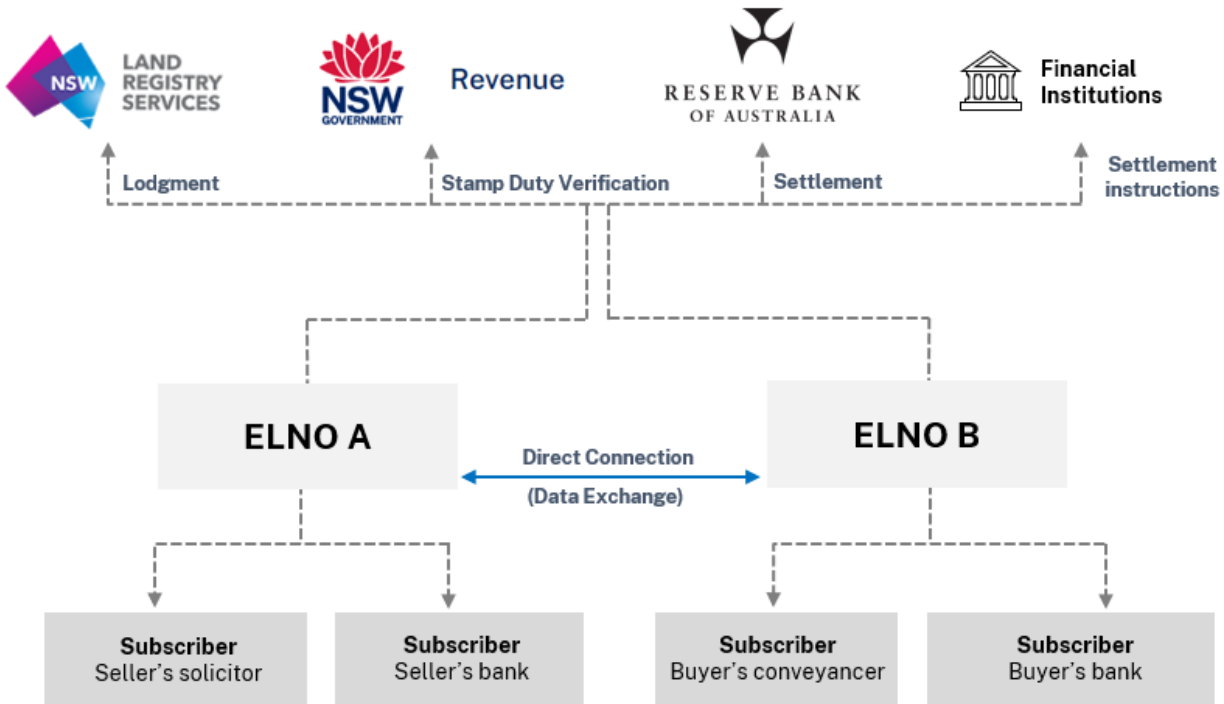 NSW
LAND
REGISTRY
SERVICES
NSW
GOVERNMENT
Revenue
RESERVE BANK
OF AUSTRALIA
Financial
Institutions
Lodgment
Stamp Duty Verification
Settlement
Settlement
instructions
ELNO A
ELNO B
Direct Connection
(Data Exchange)
Subscriber
Seller's solicitor
Subscriber
Seller's bank
Subscriber
Buyer's conveyancer
Subscriber
Buyer's bank